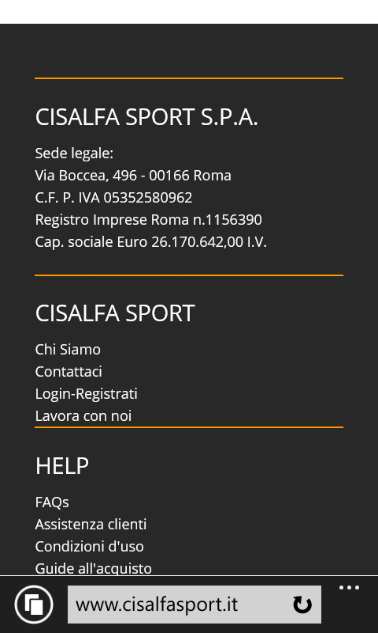 CISALFA SPORT S.P.A.
Sede legale:
Via Boccea, 496 - 00166 Roma
C.F. P. IVA 05352580962
Registro Imprese Roma n.1156390
Cap. sociale Euro 26.170.642,00 I.V.
CISALFA SPORT
Chi Siamo
Contattaci
Login-Registrati
Lavora con noi
HELP
FAQs
Assistenza clienti
Condizioni d'uso
Guide all'acquisto
www.cisalfasport.it